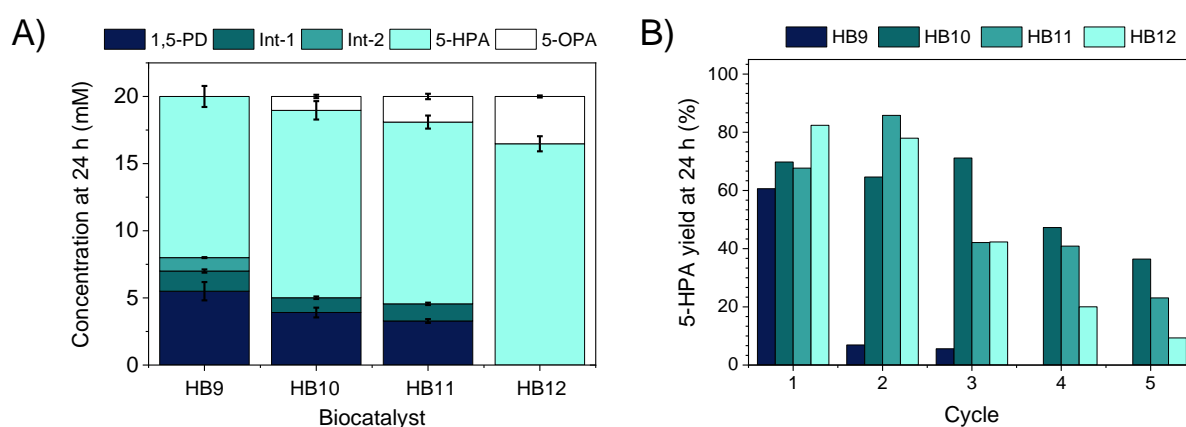 A)
1,5-PD Int-1 Int-2 5-HPA 5-OPA
Concentration at 24 h (mM)
20
15
10
5
0
HB9 HB10 HB11 HB12
Biocatalyst
B)
HB9 HB10 HB11 HB12
5-HPA yield at 24 h (%)
100
80
60
40
20
0
1 2 3 4 5
Cycle